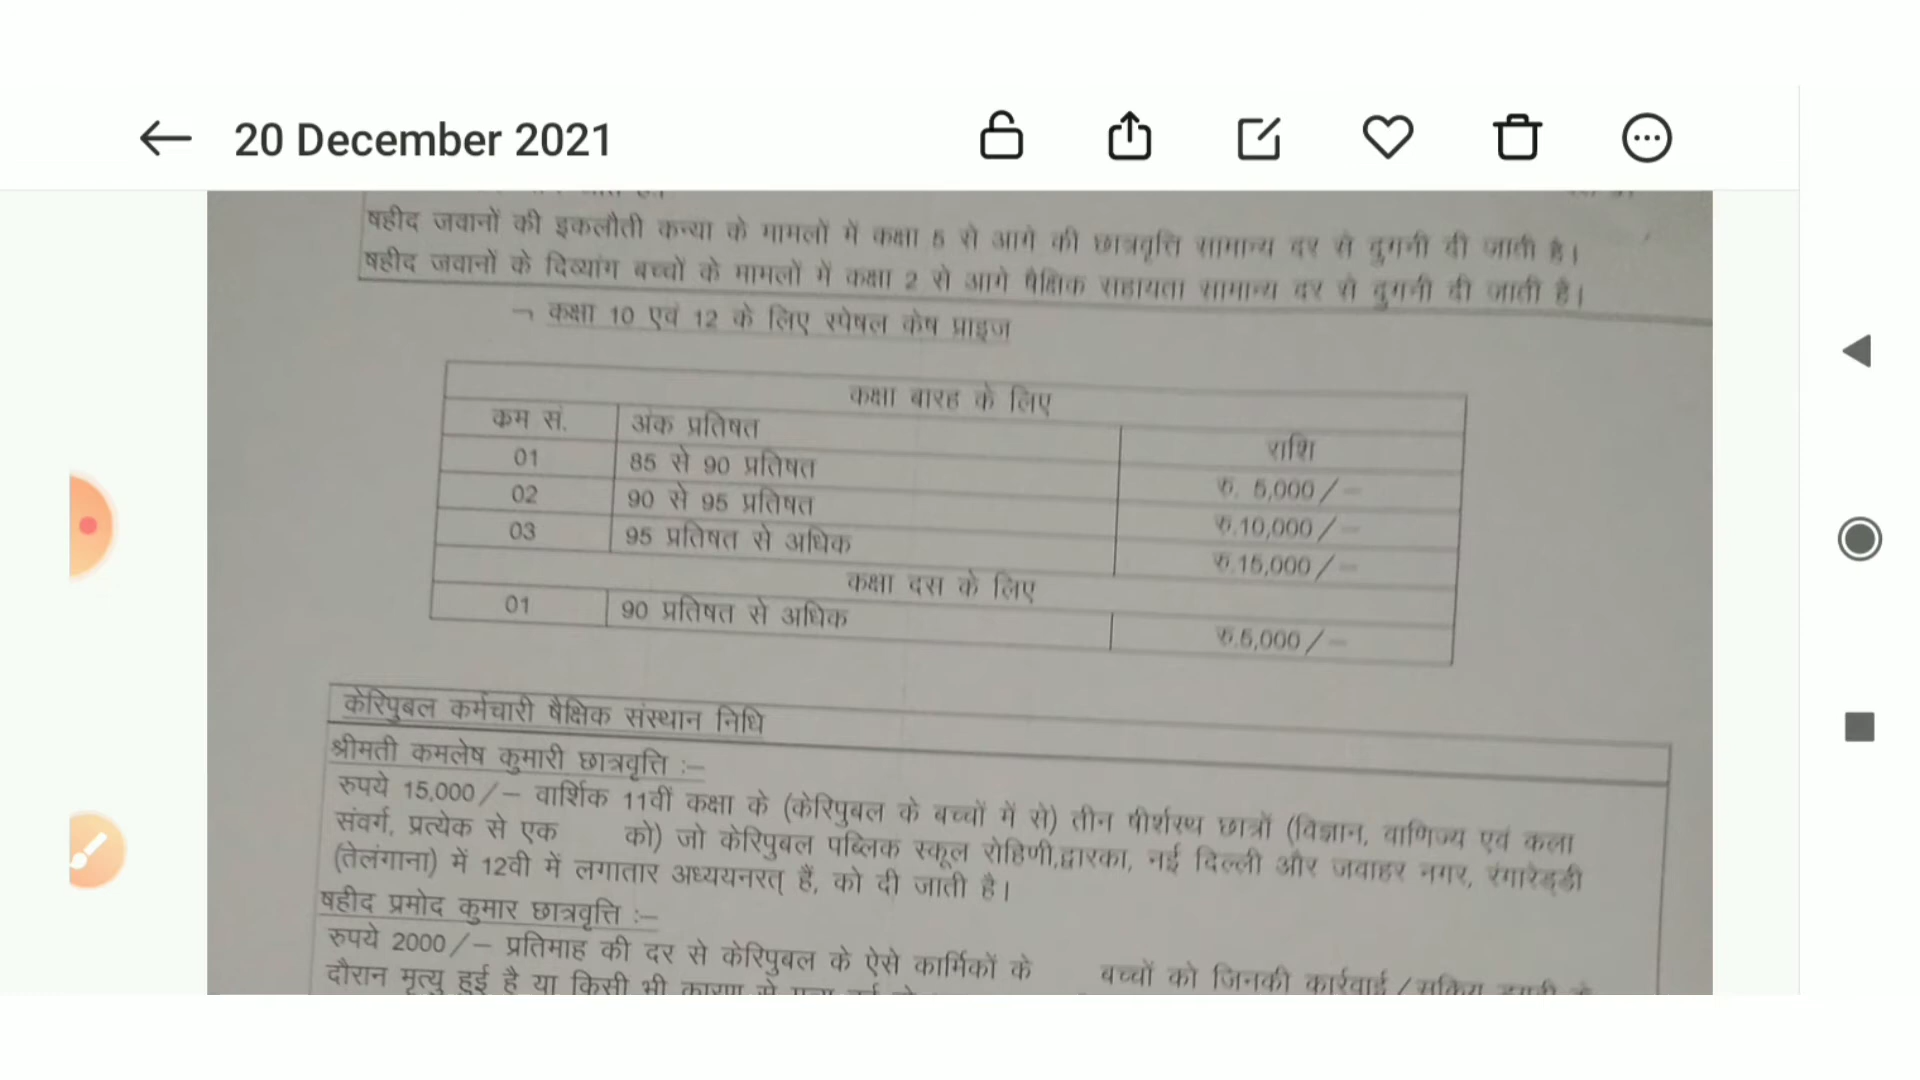 20 December 2021
षहीद जवानों की इकलौती कन्या के मामलों में कक्षा 5 से आगे की छात्रवृत्ति सामान्य दर से दुगनी दी जाती है।
षहीद जवानों के दिव्यांग बच्चों के मामलों में कक्षा 2 से आगे षैक्षिक सहायता सामान्य दर से दुगनी दी जाती है।
¬ कक्षा 10 एवं 12 के लिए स्पेषल केष प्राइज
कक्षा बारह के लिए
कम सं. अंक प्रतिषत राशि
01 85 से 90 प्रतिषत रु. 5,000/–
02 90 से 95 प्रतिषत रु.10,000/–
03 95 प्रतिषत से अधिक रु.15,000/–
कक्षा दस के लिए
01 90 प्रतिषत से अधिक रु.5,000/–
केरिपुबल कर्मचारी षैक्षिक संस्थान निधि
श्रीमती कमलेष कुमारी छात्रवृत्ति :–
रुपये 15,000/– वार्शिक 11वीं कक्षा के (केरिपुबल के बच्चों में से) तीन षीर्शस्थ छात्रों (विज्ञान, वाणिज्य एवं कला
संवर्ग, प्रत्येक से एक को) जो केरिपुबल पब्लिक स्कूल रोहिणी,द्वारका, नई दिल्ली और जवाहर नगर, रंगारेड्डी
(तेलंगाना) में 12वी में लगातार अध्ययनरत् हैं, को दी जाती है।
षहीद प्रमोद कुमार छात्रवृत्ति :–
रुपये 2000/– प्रतिमाह की दर से केरिपुबल के ऐसे कार्मिकों के बच्चों को जिनकी कार्रवाई/सक्रिय
दौरान मृत्यु हुई है या किसी भी कारण से